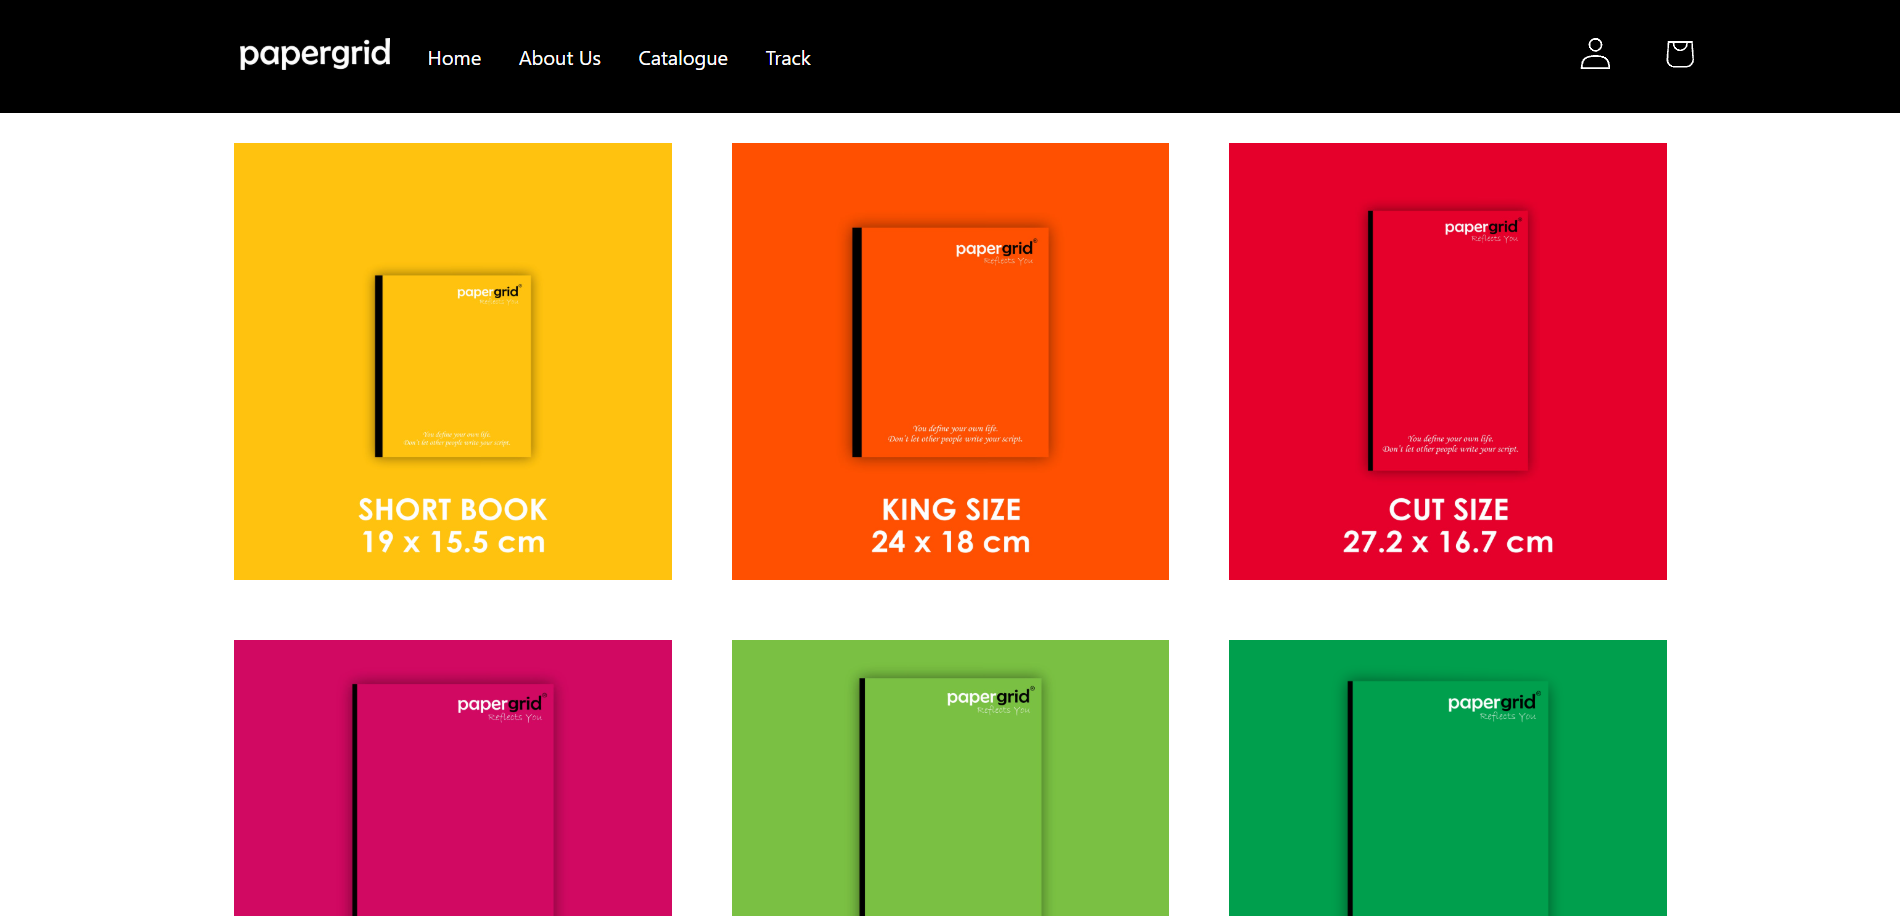 papergrid Home About Us Catalogue Track
papergrid®
Reflects You
You define your own life.
Don't let other people write your script.
SHORT BOOK
19 x 15.5 cm
papergrid®
Reflects You
You define your own life.
Don't let other people write your script.
KING SIZE
24 x 18 cm
papergrid®
Reflects You
You define your own life.
Don't let other people write your script.
CUT SIZE
27.2 x 16.7 cm
papergrid®
Reflects You
papergrid®
Reflects You
papergrid®
Reflects You